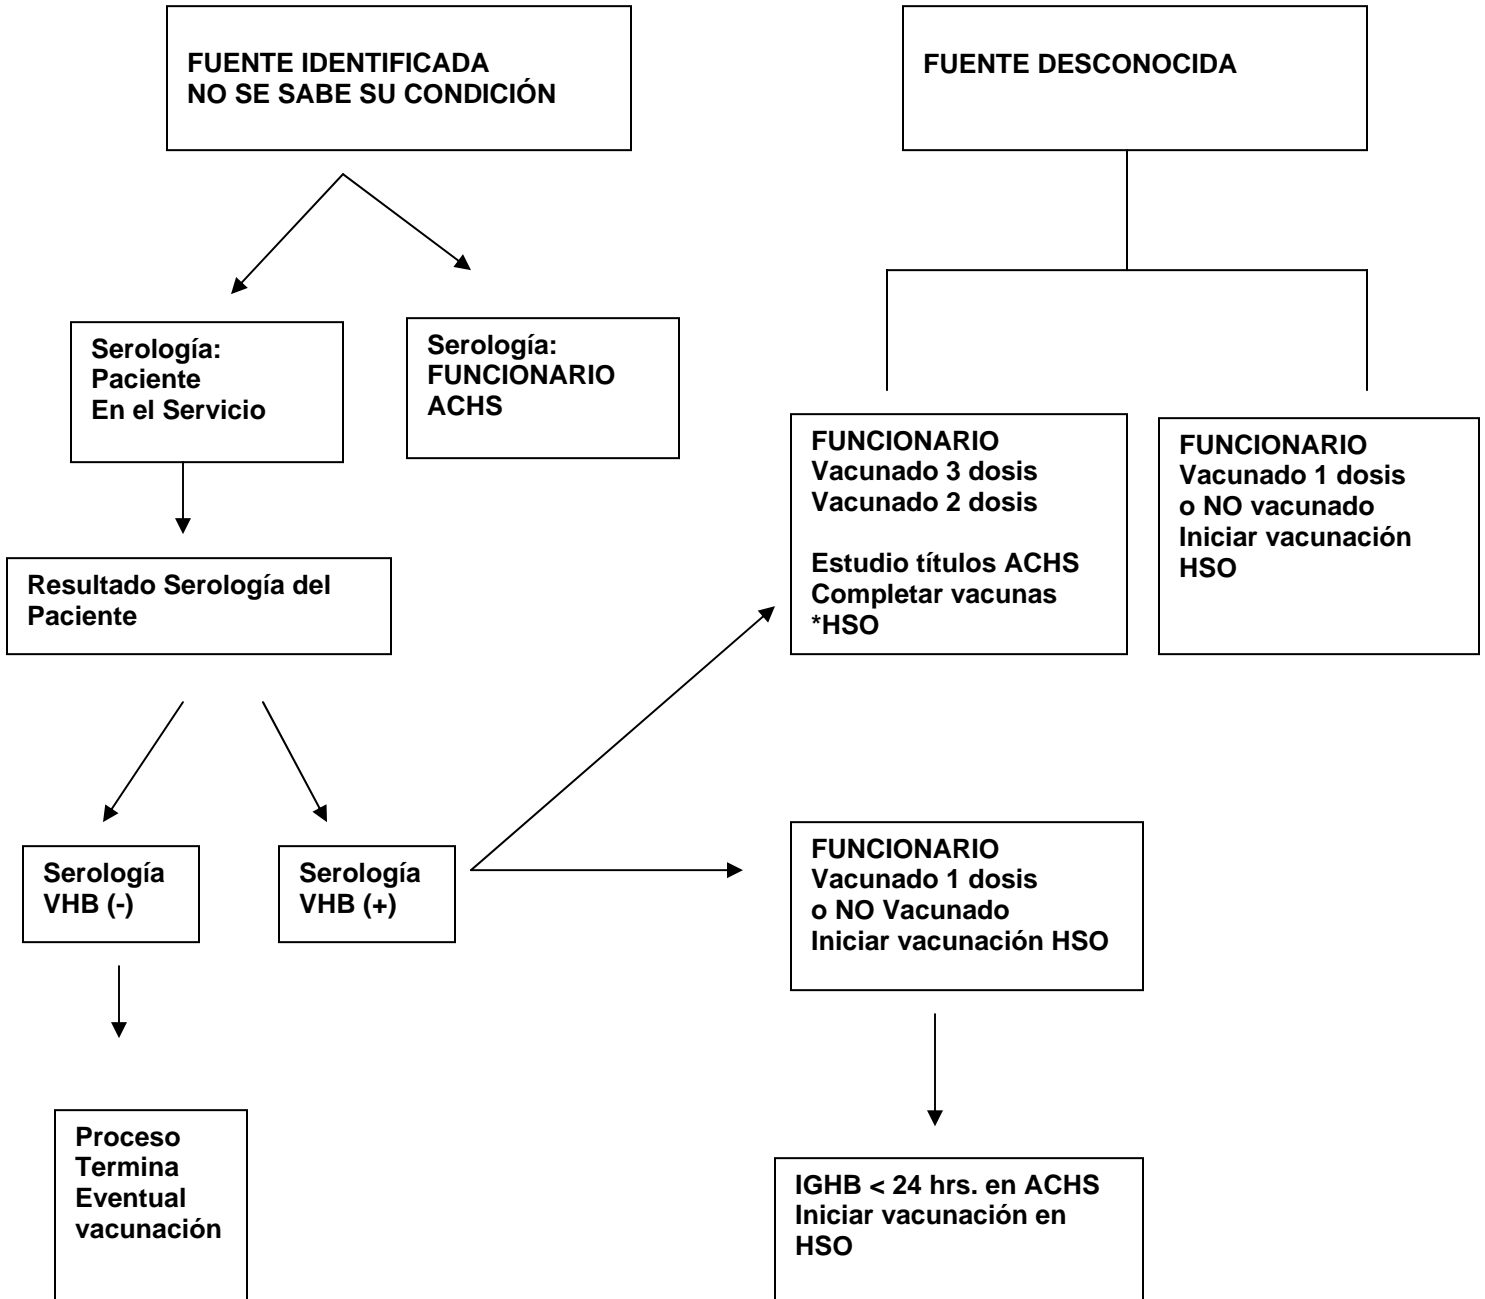 FUENTE IDENTIFICADA
NO SE SABE SU CONDICIÓN
FUENTE DESCONOCIDA
Serología:
Paciente
En el Servicio
Serología:
FUNCIONARIO
ACHS
FUNCIONARIO
Vacunado 3 dosis
Vacunado 2 dosis
Estudio títulos ACHS
Completar vacunas
*HSO
FUNCIONARIO
Vacunado 1 dosis
o NO vacunado
Iniciar vacunación
HSO
Resultado Serología del
Paciente
Serología
VHB (-)
Serología
VHB (+)
FUNCIONARIO
Vacunado 1 dosis
o NO Vacunado
Iniciar vacunación HSO
Proceso
Termina
Eventual
vacunación
IGHB < 24 hrs. en ACHS
Iniciar vacunación en
HSO